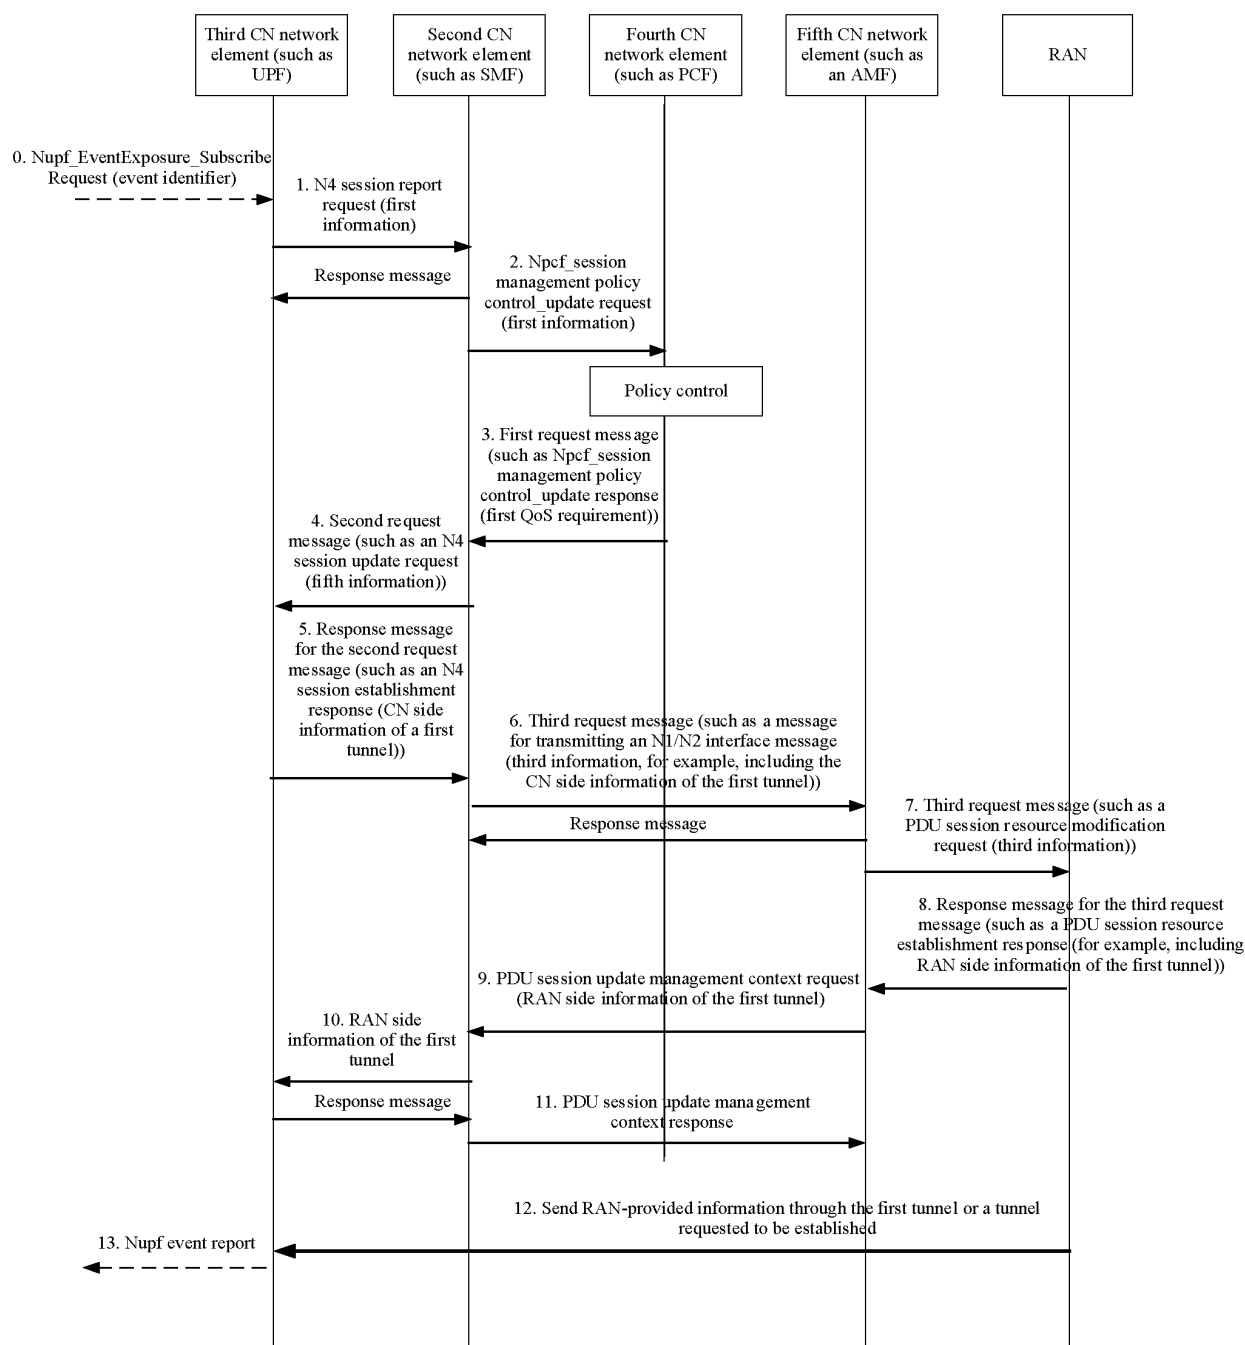 Third CN network
element (such as
UPF)
Second CN
network element
(such as SMF)
Fourth CN
network element
(such as PCF)
Fifth CN network
element (such as
an AMF)
RAN
0. Nupf_EventExposure_Subscribe
Request (event identifier)
1. N4 session report
request (first
information)
Response message
2. Npcf_session
management policy
control_update request
(first information)
Policy control
3. First request message
(such as Npcf_session
management policy
control_update response
(first QoS requirement))
4. Second request
message (such as an N4
session update request
(fifth information))
5. Response message
for the second request
message (such as an N4
session establishment
response (CN side
information of a first
tunnel))
6. Third request message (such as a message
for transmitting an N1/N2 interface message
(third information, for example, including the
CN side information of the first tunnel))
Response message
7. Third request message (such as a
PDU session resource modification
request (third information))
8. Response message for the third request
message (such as a PDU session resource
establishment response (for example, including
RAN side information of the first tunnel))
9. PDU session update management context request
(RAN side information of the first tunnel)
10. RAN side
information of the first
tunnel
Response message
11. PDU session update management
context response
12. Send RAN-provided information through the first tunnel or a tunnel
requested to be established
13. Nupf event report